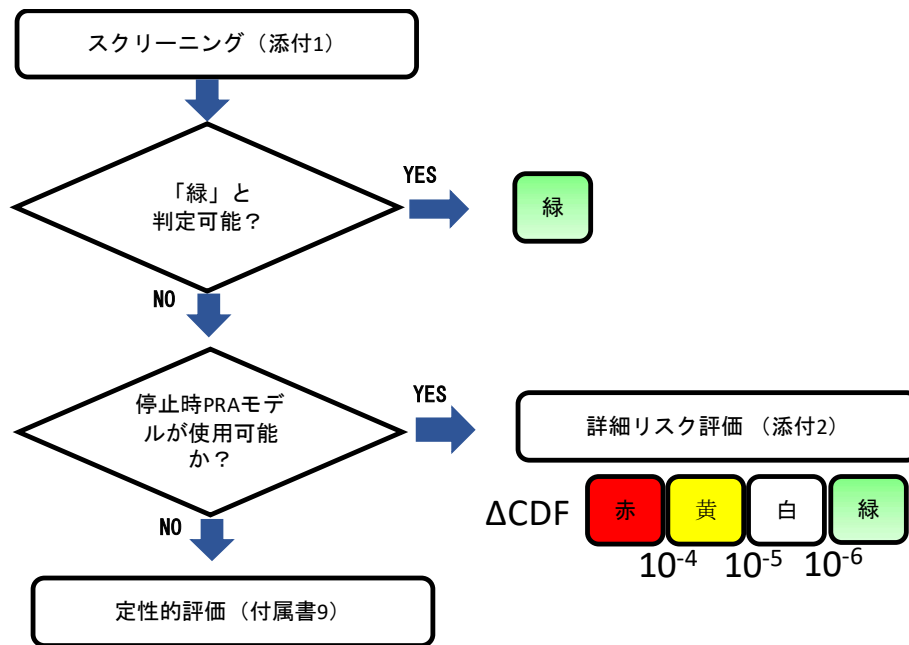 スクリーニング（添付1）
「緑」と
判定可能？
YES
緑
NO
停止時PRAモデ
ルが使用可能
か？
YES
詳細リスク評価 （添付2）
ΔCDF 赤 黄 白 緑
10-4 10-5 10-6
NO
定性的評価（付属書9）